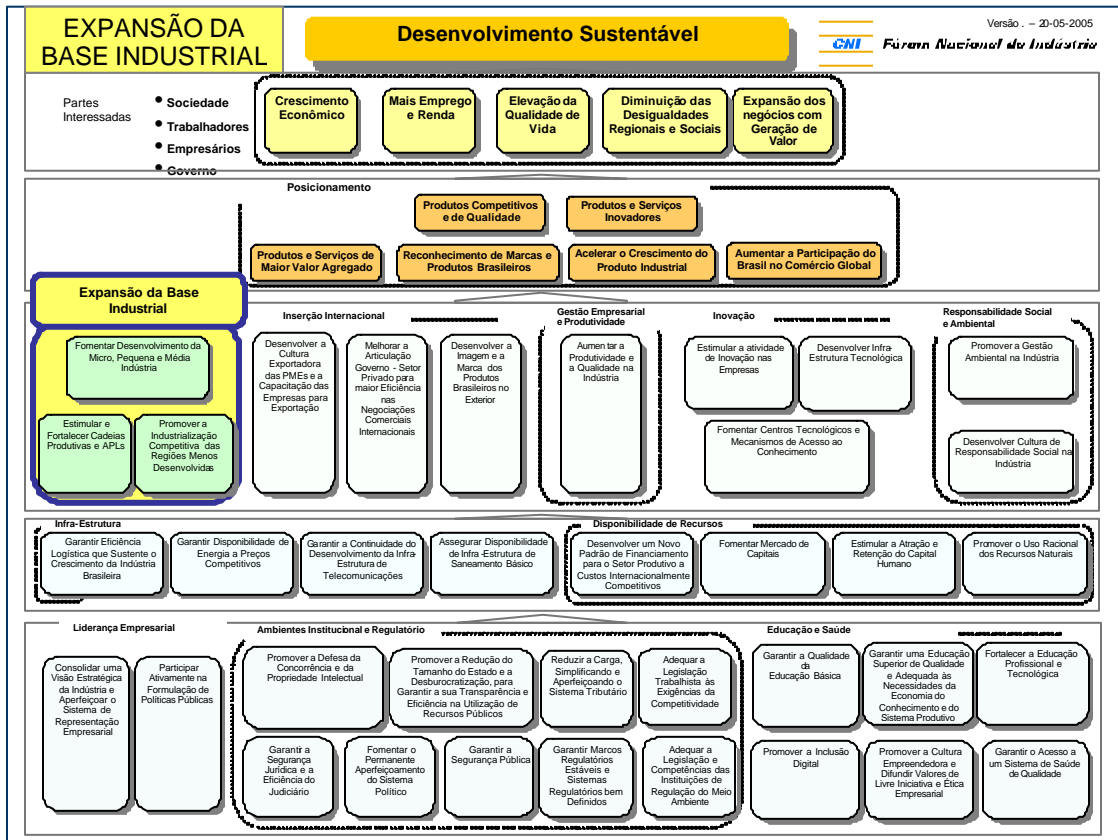 EXPANSÃO DA
BASE INDUSTRIAL
Desenvolvimento Sustentável
Versão . – 20-05-2005
CNI Fórum Nacional da Indústria
Partes
Interessadas
• Sociedade
• Trabalhadores
• Empresários
• Governo
Crescimento
Econômico
Mais Emprego
e Renda
Elevação da
Qualidade de
Vida
Diminuição das
Desigualdades
Regionais e Sociais
Expansão dos
negócios com
Geração de
Valor
Posicionamento
Produtos Competitivos
e de Qualidade
Produtos e Serviços
Inovadores
Produtos e Serviços de
Maior Valor Agregado
Reconhecimento de Marcas e
Produtos Brasileiros
Acelerar o Crescimento do
Produto Industrial
Aumentar a Participação do
Brasil no Comércio Global
Expansão da Base
Industrial
Fomentar Desenvolvimento da
Micro, Pequena e Média
Indústria
Estimular e
Fortalecer Cadeias
Produtivas e APLs
Promover a
Industrialização
Competitiva das
Regiões Menos
Desenvolvidas
Inserção Internacional
Desenvolver a
Cultura
Exportadora
das PMEs e a
Capacitação das
Empresas para
Exportação
Melhorar a
Articulação
Governo - Setor
Privado para
maior Eficiência
nas
Negociações
Comerciais
Internacionais
Desenvolver a
Imagem e a
Marca dos
Produtos
Brasileiros no
Exterior
Gestão Empresarial
e Produtividade
Aumentar a
Produtividade e
a Qualidade na
Indústria
Inovação
Estimular a atividade
de Inovação nas
Empresas
Desenvolver Infra-
Estrutura Tecnológica
Fomentar Centros Tecnológicos e
Mecanismos de Acesso ao
Conhecimento
Responsabilidade Social
e Ambiental
Promover a Gestão
Ambiental na Indústria
Desenvolver Cultura de
Responsabilidade Social na
Indústria
Infra-Estrutura
Garantir Eficiência
Logística que Sustente o
Crescimento da Indústria
Brasileira
Garantir Disponibilidade de
Energia a Preços
Competitivos
Garantir a Continuidade do
Desenvolvimento da Infra-
Estrutura de
Telecomunicações
Assegurar Disponibilidade
de Infra-Estrutura de
Saneamento Básico
Disponibilidade de Recursos
Desenvolver um Novo
Padrão de Financiamento
para o Setor Produtivo a
Custos Internacionalmente
Competitivos
Fomentar Mercado de
Capitais
Estimular a Atração e
Retenção do Capital
Humano
Promover o Uso Racional
dos Recursos Naturais
Liderança Empresarial
Consolidar uma
Visão Estratégica
da Indústria e
Aperfeiçoar o
Sistema de
Representação
Empresarial
Participar
Ativamente na
Formulação de
Políticas Públicas
Ambientes Institucional e Regulatório
Promover a Defesa da
Concorrência e da
Propriedade Intelectual
Promover a Redução do
Tamanho do Estado e a
Desburocratização, para
Garantir a sua Transparência e
Eficiência na Utilização de
Recursos Públicos
Reduzir a Carga,
Simplificando e
Aperfeiçoando o
Sistema Tributário
Adequar a
Legislação
Trabalhista às
Exigências da
Competitividade
Garantir a
Segurança
Jurídica e a
Eficiência do
Judiciário
Fomentar o
Permanente
Aperfeiçoamento
do Sistema
Político
Garantir a
Segurança Pública
Garantir Marcos
Regulatórios
Estáveis e
Sistemas
Regulatórios bem
Definidos
Adequar a
Legislação e
Competências das
Instituições de
Regulação do Meio
Ambiente
Educação e Saúde
Garantir a Qualidade
da
Educação Básica
Garantir uma Educação
Superior de Qualidade
e Adequada às
Necessidades da
Economia do
Conhecimento e do
Sistema Produtivo
Fortalecer a Educação
Profissional e
Tecnológica
Promover a Inclusão
Digital
Promover a Cultura
Empreendedora e
Difundir Valores de
Livre Iniciativa e Ética
Empresarial
Garantir o Acesso a
um Sistema de Saúde
de Qualidade